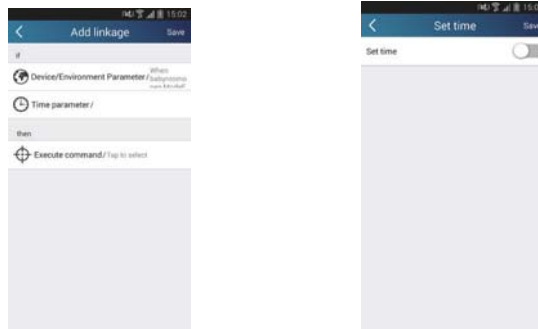 15:02
Add linkage
Save
if
Device/Environment Parameter/
When
Time parameter/
then
Execute command/Tap to select
15:0
Set time
Save
Set time